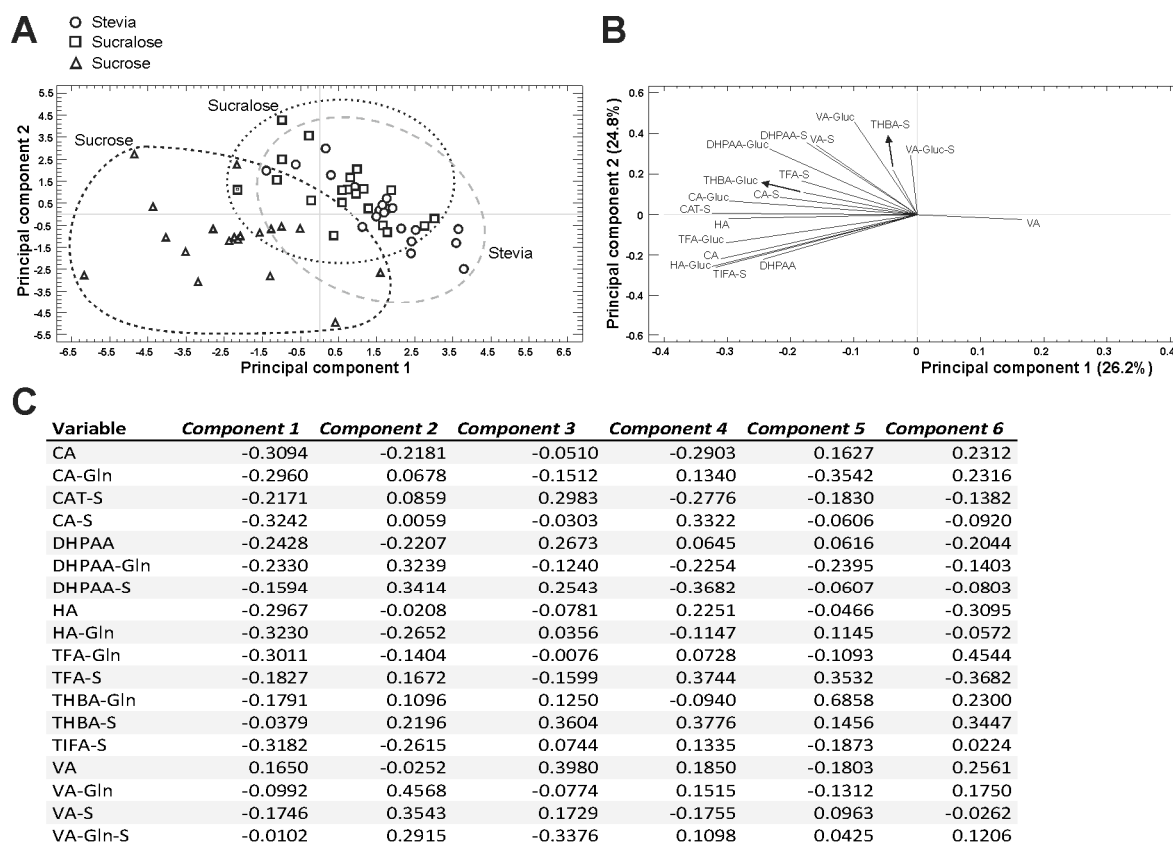 A
Stevia
Sucralose
Sucrose
5.5
4.5
3.5
2.5
1.5
0.5
-0.5
-1.5
-2.5
-3.5
-4.5
-5.5
Principal component 2
Sucralose
Sucrose
Stevia
-6.5 -5.5 -4.5 -3.5 -2.5 -1.5 -0.5 0.5 1.5 2.5 3.5 4.5 5.5 6.5
Principal component 1
B
0.6
0.4
0.2
0
-0.2
-0.4
-0.6
Principal component 2 (24.8%)
VA-Gluc
THBA-S
DHPAA-S
VA-S
DHPAA-Gluc
VA-Gluc-S
TFA-S
THBA-Gluc
CA-S
CA-Gluc
CAT-S
HA
VA
TFA-Gluc
CA
HA-Gluc
DHPAA
TIFA-S
-0.4 -0.3 -0.2 -0.1 0 0.1 0.2 0.3 0.4
Principal component 1 (26.2%)
C
Variable Component 1 Component 2 Component 3 Component 4 Component 5 Component 6
CA -0.3094 -0.2181 -0.0510 -0.2903 0.1627 0.2312
CA-Gln -0.2960 0.0678 -0.1512 0.1340 -0.3542 0.2316
CAT-S -0.2171 0.0859 0.2983 -0.2776 -0.1830 -0.1382
CA-S -0.3242 0.0059 -0.0303 0.3322 -0.0606 -0.0920
DHPAA -0.2428 -0.2207 0.2673 0.0645 0.0616 -0.2044
DHPAA-Gln -0.2330 0.3239 -0.1240 -0.2254 -0.2395 -0.1403
DHPAA-S -0.1594 0.3414 0.2543 -0.3682 -0.0607 -0.0803
HA -0.2967 -0.0208 -0.0781 0.2251 -0.0466 -0.3095
HA-Gln -0.3230 -0.2652 0.0356 -0.1147 0.1145 -0.0572
TFA-Gln -0.3011 -0.1404 -0.0076 0.0728 -0.1093 0.4544
TFA-S -0.1827 0.1672 -0.1599 0.3744 0.3532 -0.3682
THBA-Gln -0.1791 0.1096 0.1250 -0.0940 0.6858 0.2300
THBA-S -0.0379 0.2196 0.3604 0.3776 0.1456 0.3447
TIFA-S -0.3182 -0.2615 0.0744 0.1335 -0.1873 0.0224
VA 0.1650 -0.0252 0.3980 0.1850 -0.1803 0.2561
VA-Gln -0.0992 0.4568 -0.0774 0.1515 -0.1312 0.1750
VA-S -0.1746 0.3543 0.1729 -0.1755 0.0963 -0.0262
VA-Gln-S -0.0102 0.2915 -0.3376 0.1098 0.0425 0.1206